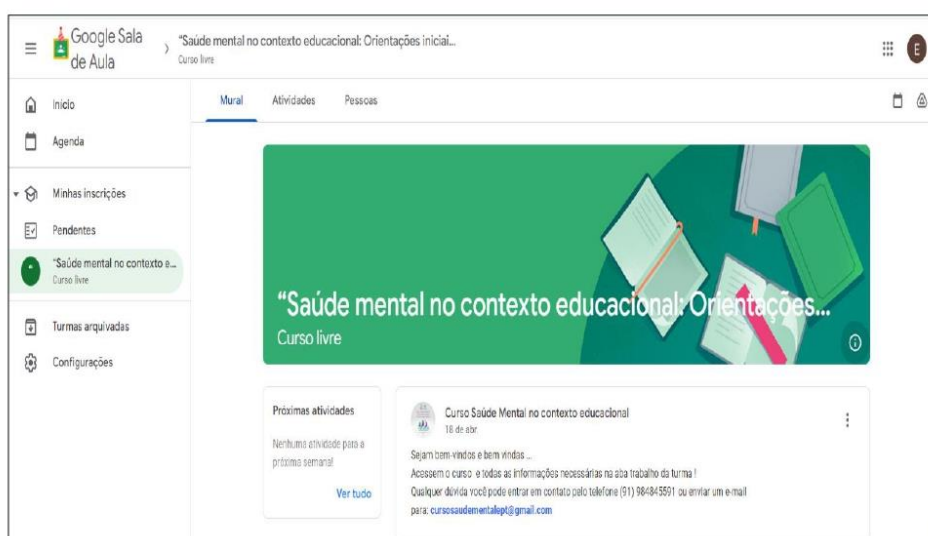 Google Sala de Aula
“Saúde mental no contexto educacional: Orientações iniciai...
Curso livre
E
Início
Agenda
Minhas inscrições
Pendentes
“Saúde mental no contexto e...
Curso livre
Turmas arquivadas
Configurações
Mural Atividades Pessoas
“Saúde mental no contexto educacional: Orientações...
Curso livre
Próximas atividades
Nenhuma atividade para a
próxima semana!
Ver tudo
Curso Saúde Mental no contexto educacional
18 de abr
Sejam bem-vindos e bem vindas ...
Acessem o curso e todas as informações necessárias na aba trabalho da turma !
Qualquer dúvida você pode entrar em contato pelo telefone (91) 984845591 ou enviar um e-mail
para: cursosaudementalept@gmail.com